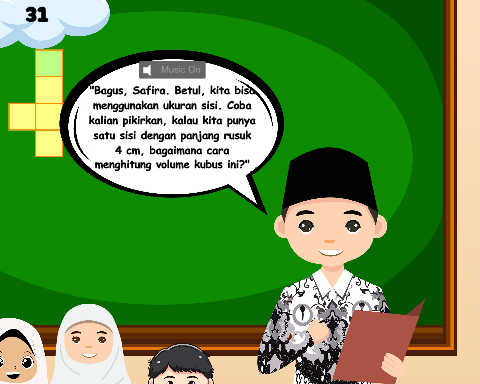 31
Music On
"Bagus, Safira. Betul, kita bisa
menggunakan ukuran sisi. Coba
kalian pikirkan, kalau kita punya
satu sisi dengan panjang rusuk
4 cm, bagaimana cara
menghitung volume kubus ini?"